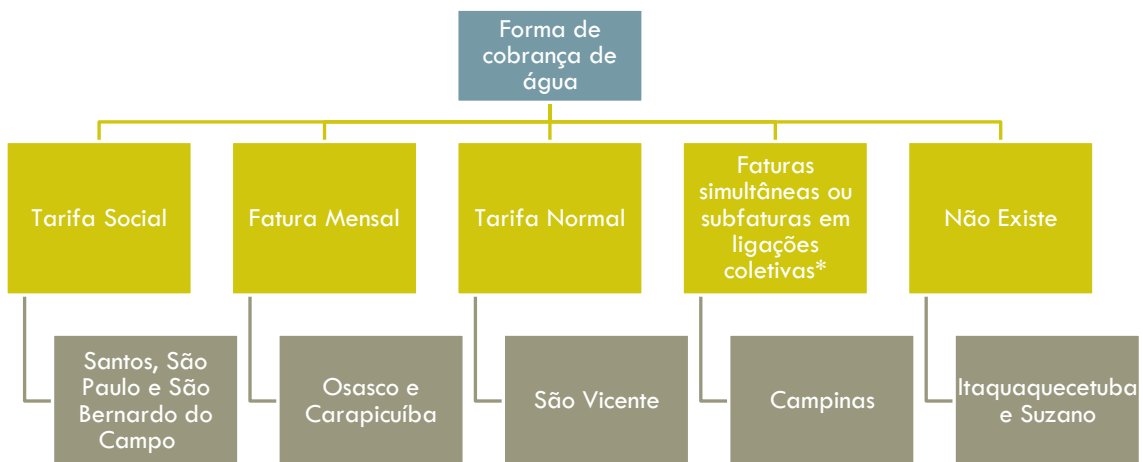 Forma de
cobrança de
água
Tarifa Social
Fatura Mensal
Tarifa Normal
Faturas
simultâneas ou
subfaturas em
ligações
coletivas*
Não Existe
Santos, São
Paulo e São
Bernardo do
Campo
Osasco e
Carapicuíba
São Vicente
Campinas
Itaquaquecetuba
e Suzano